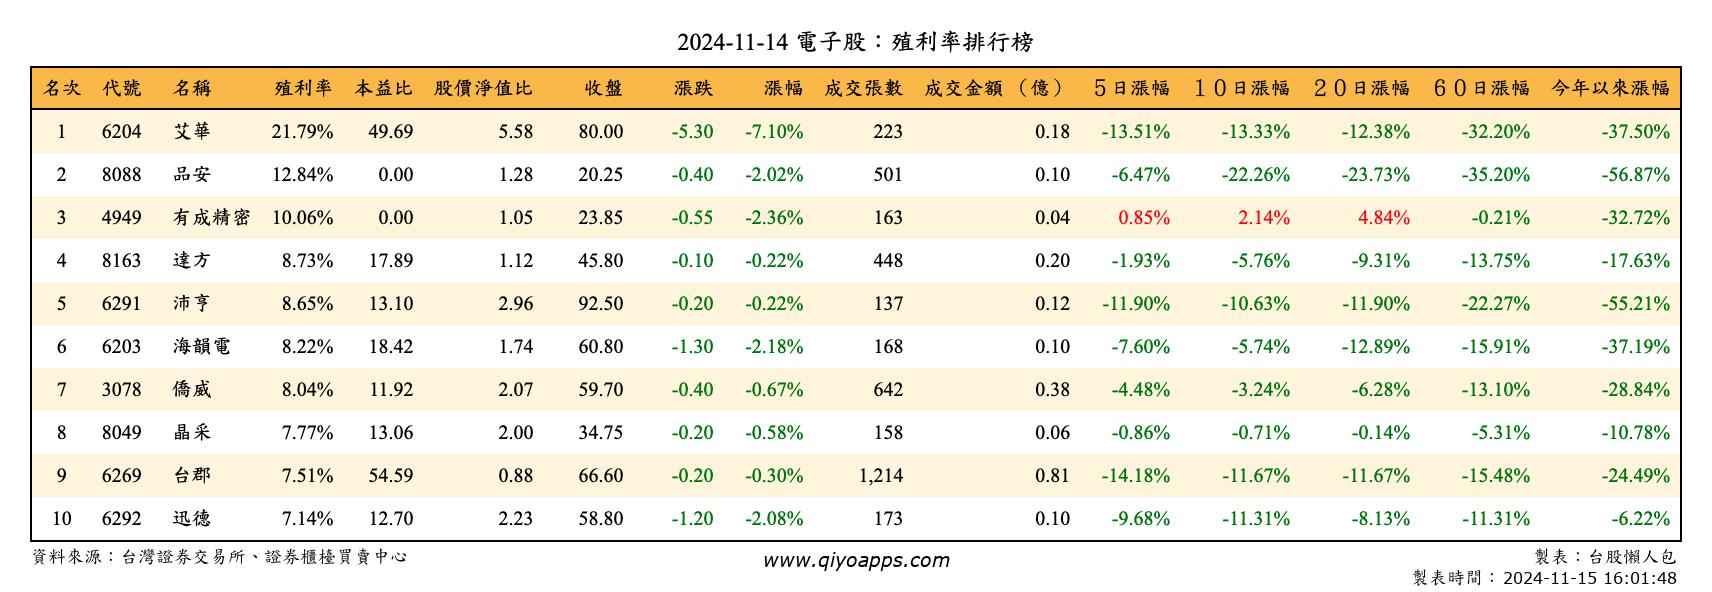 2024-11-14 電子股：殖利率排行榜
名次 代號 名稱 殖利率 本益比 股價淨值比 收盤 漲跌 漲幅 成交張數 成交金額（億） ５日漲幅 １０日漲幅 ２０日漲幅 ６０日漲幅 今年以來漲幅
1 6204 艾華 21.79% 49.69 5.58 80.00 -5.30 -7.10% 223 0.18 -13.51% -13.33% -12.38% -32.20% -37.50%
2 8088 品安 12.84% 0.00 1.28 20.25 -0.40 -2.02% 501 0.10 -6.47% -22.26% -23.73% -35.20% -56.87%
3 4949 有成精密 10.06% 0.00 1.05 23.85 -0.55 -2.36% 163 0.04 0.85% 2.14% 4.84% -0.21% -32.72%
4 8163 達方 8.73% 17.89 1.12 45.80 -0.10 -0.22% 448 0.20 -1.93% -5.76% -9.31% -13.75% -17.63%
5 6291 沛亨 8.65% 13.10 2.96 92.50 -0.20 -0.22% 137 0.12 -11.90% -10.63% -11.90% -22.27% -55.21%
6 6203 海韻電 8.22% 18.42 1.74 60.80 -1.30 -2.18% 168 0.10 -7.60% -5.74% -12.89% -15.91% -37.19%
7 3078 僑威 8.04% 11.92 2.07 59.70 -0.40 -0.67% 642 0.38 -4.48% -3.24% -6.28% -13.10% -28.84%
8 8049 晶采 7.77% 13.06 2.00 34.75 -0.20 -0.58% 158 0.06 -0.86% -0.71% -0.14% -5.31% -10.78%
9 6269 台郡 7.51% 54.59 0.88 66.60 -0.20 -0.30% 1,214 0.81 -14.18% -11.67% -11.67% -15.48% -24.49%
10 6292 迅德 7.14% 12.70 2.23 58.80 -1.20 -2.08% 173 0.10 -9.68% -11.31% -8.13% -11.31% -6.22%
資料來源：台灣證券交易所、證券櫃檯買賣中心 www.qiyoapps.com 製表：台股懶人包
製表時間：2024-11-15 16:01:48